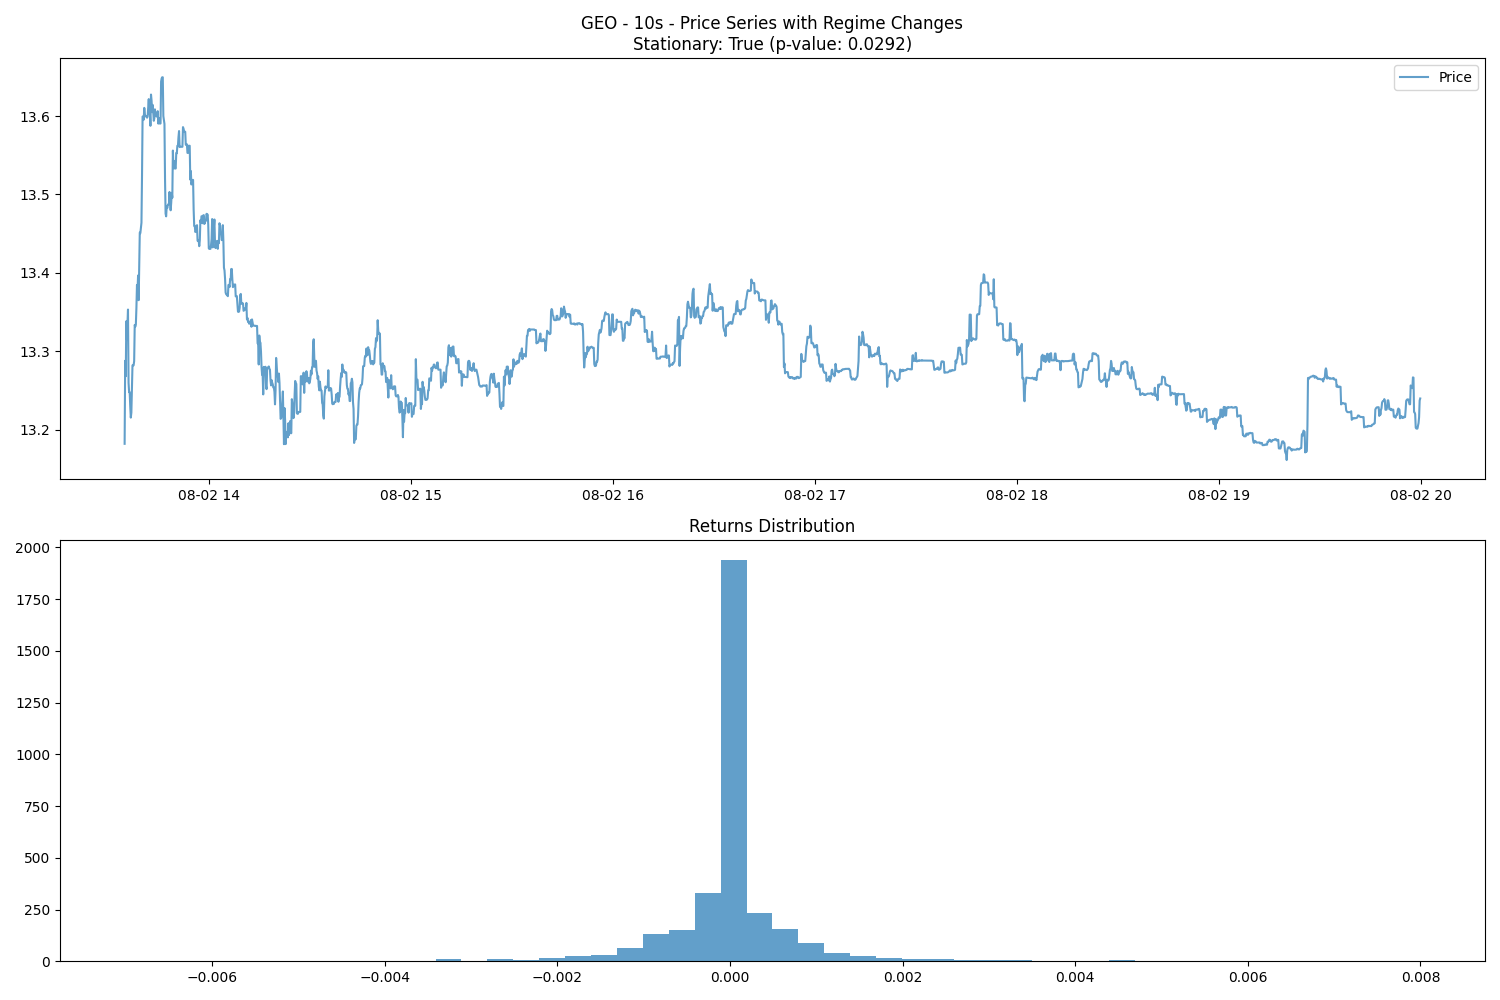 GEO - 10s - Price Series with Regime Changes
Stationary: True (p-value: 0.0292)
Price
13.6
13.5
13.4
13.3
13.2
08-02 14 08-02 15 08-02 16 08-02 17 08-02 18 08-02 19 08-02 20
Returns Distribution
2000
1750
1500
1250
1000
750
500
250
0
−0.006 −0.004 −0.002 0.000 0.002 0.004 0.006 0.008